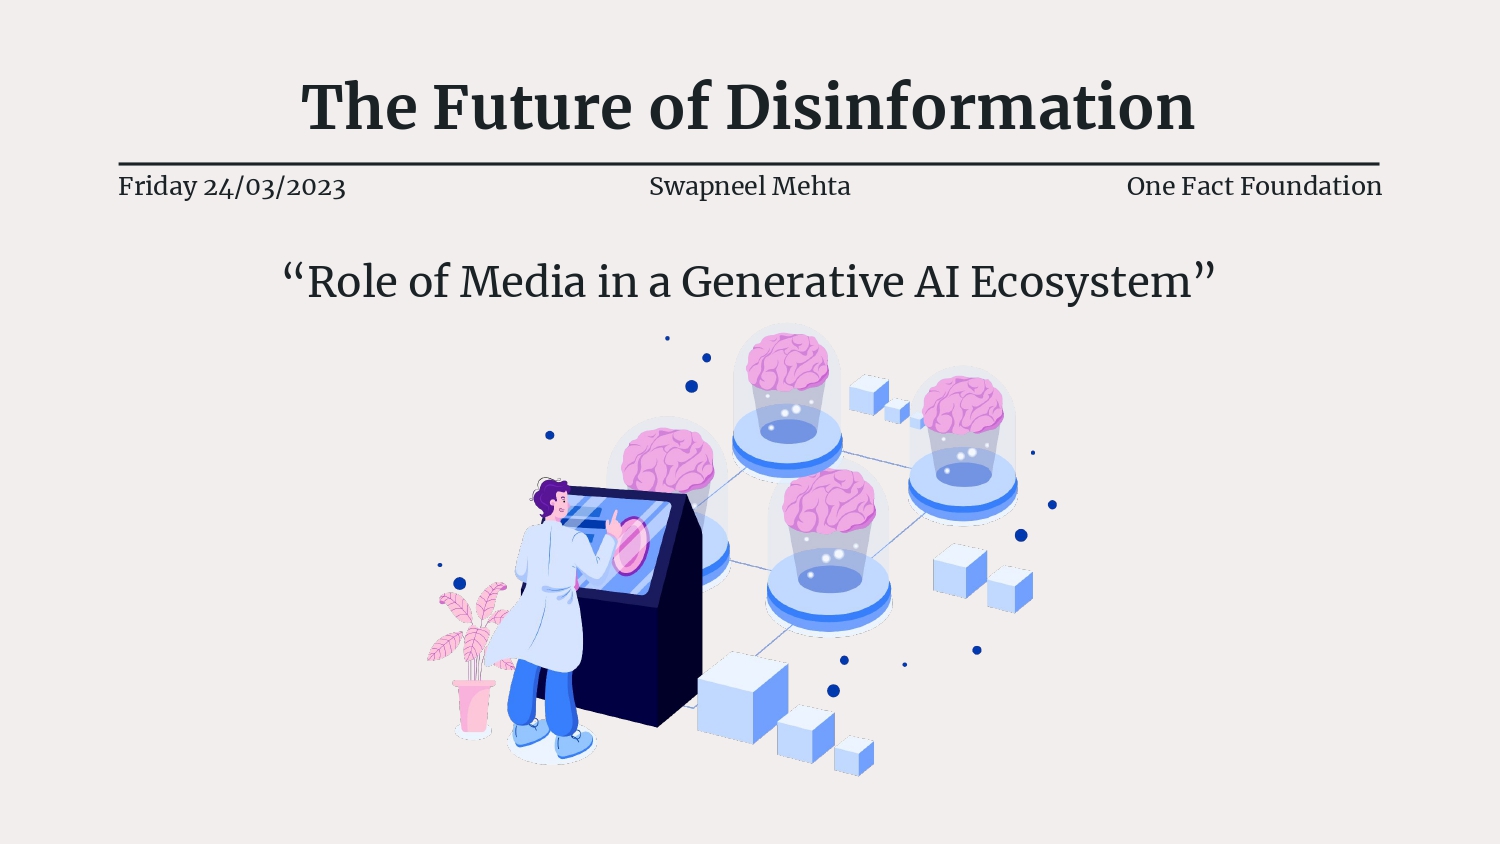 The Future of Disinformation
Friday 24/03/2023 Swapneel Mehta One Fact Foundation
“Role of Media in a Generative AI Ecosystem”